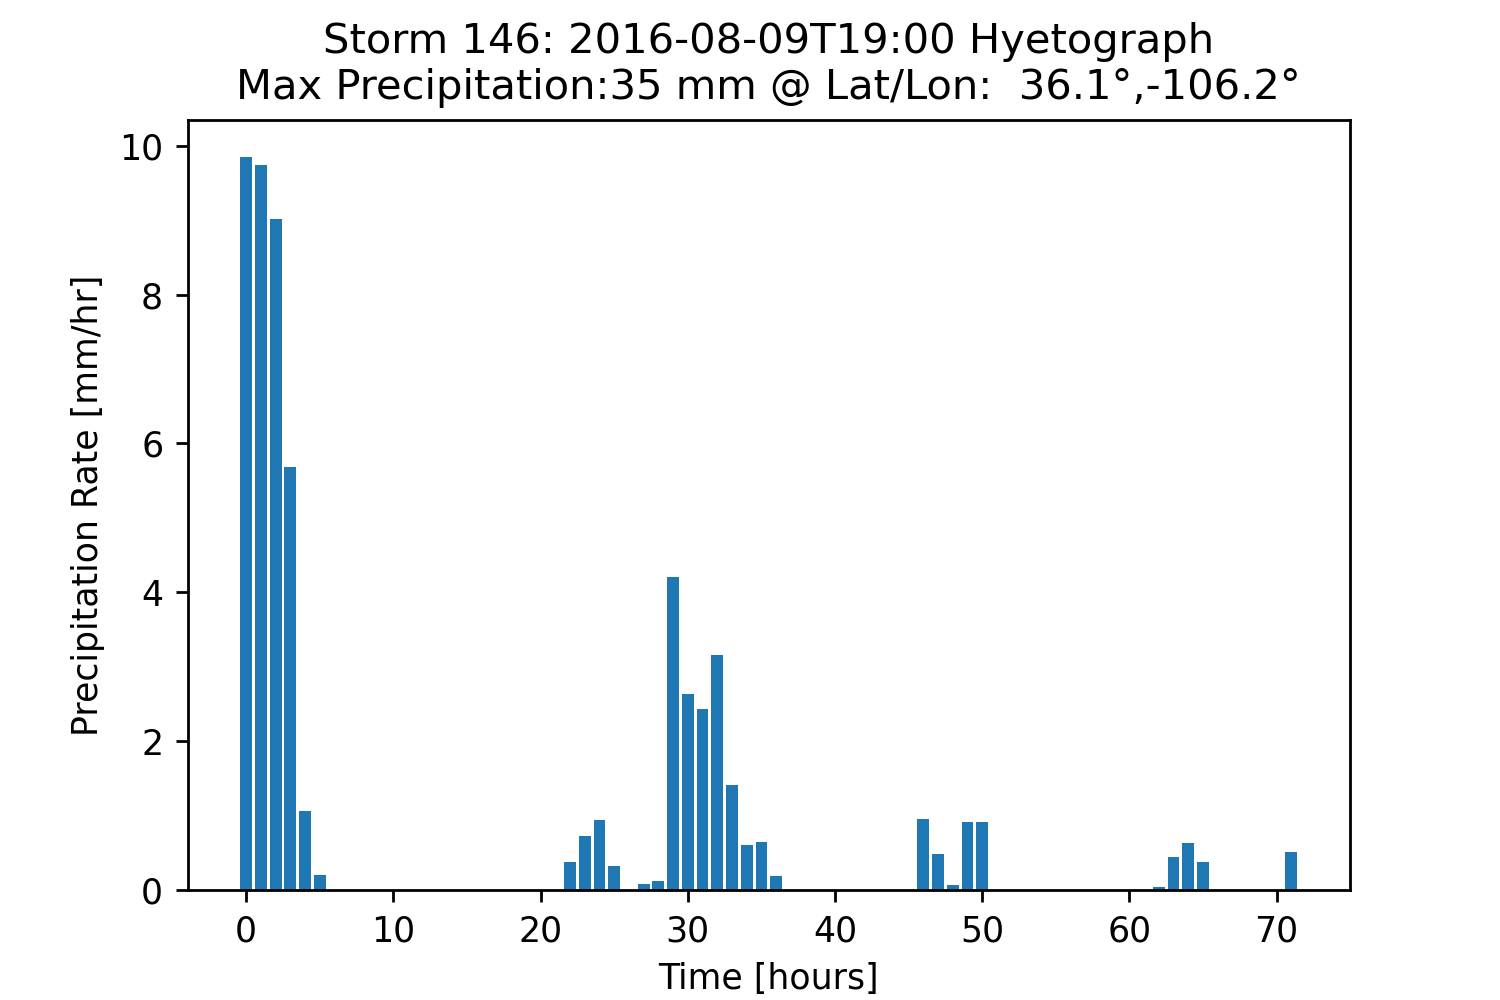 Storm 146: 2016-08-09T19:00 Hyetograph
Max Precipitation:35 mm @ Lat/Lon:  36.1°,-106.2°
10
8
6
4
2
0
Precipitation Rate [mm/hr]
0 10 20 30 40 50 60 70
Time [hours]